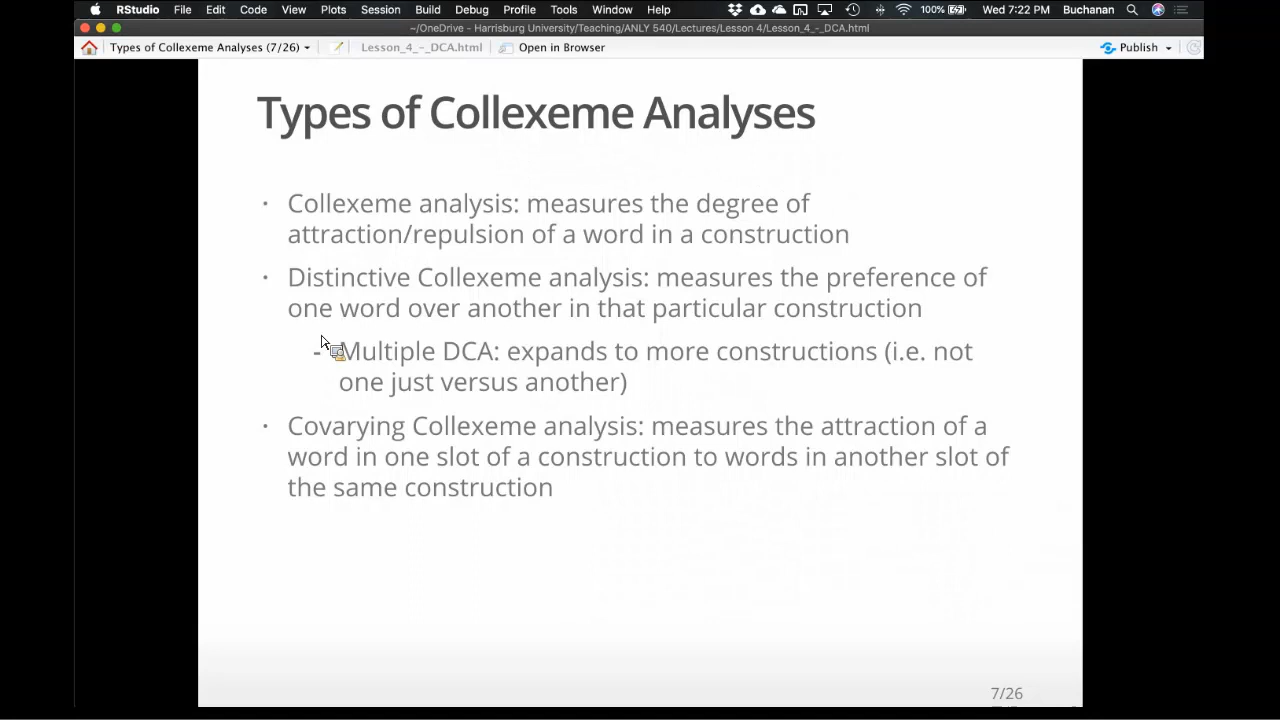 RStudio File Edit Code View Plots Session Build Debug Profile Tools Window Help 100% Wed 7:22 PM Buchanan
~/OneDrive - Harrisburg University/Teaching/ANLY 540/Lectures/Lesson 4/Lesson_4_-_DCA.html
Types of Collexeme Analyses (7/26) Lesson_4_-_DCA.html Open in Browser Publish
Types of Collexeme Analyses
· Collexeme analysis: measures the degree of
attraction/repulsion of a word in a construction
· Distinctive Collexeme analysis: measures the preference of
one word over another in that particular construction
- Multiple DCA: expands to more constructions (i.e. not
one just versus another)
· Covarying Collexeme analysis: measures the attraction of a
word in one slot of a construction to words in another slot of
the same construction
7/26